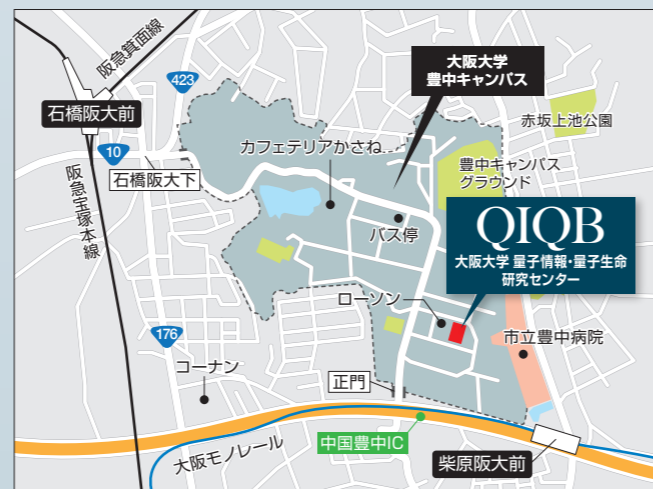 阪急箕面線
423
大阪大学
豊中キャンパス
石橋阪大前
赤坂上池公園
カフェテリアかさね
10
石橋阪大下
豊中キャンパス
グラウンド
阪急宝塚本線
バス停
QIQB
大阪大学 量子情報・量子生命
研究センター
ローソン
176
市立豊中病院
コーナン
正門
中国豊中IC
大阪モノレール
柴原阪大前